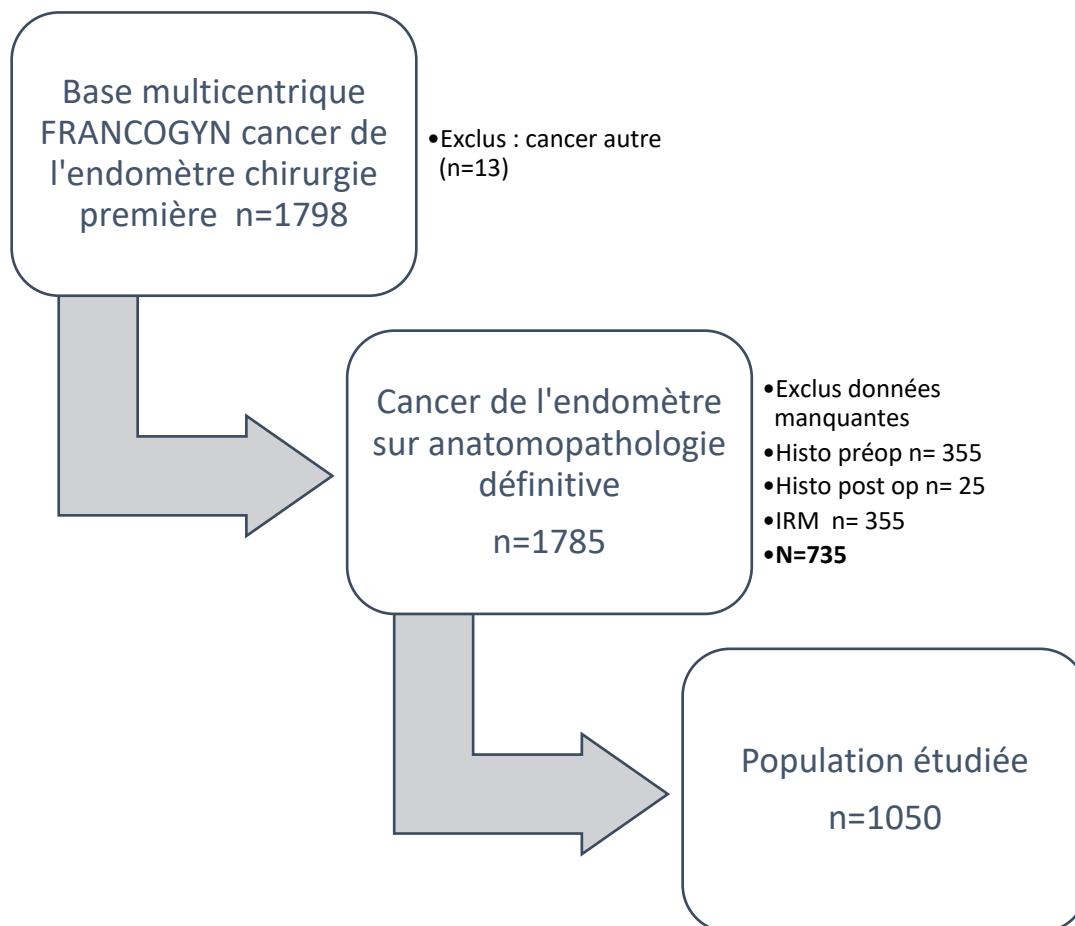 Base multicentrique
FRANCOGYN cancer de
l'endomètre chirurgie
première  n=1798
•Exclus : cancer autre
(n=13)
Cancer de l'endomètre
sur anatomopathologie
définitive
n=1785
•Exclus données
manquantes
•Histo préop n= 355
•Histo post op n= 25
•IRM  n= 355
•N=735
Population étudiée
n=1050